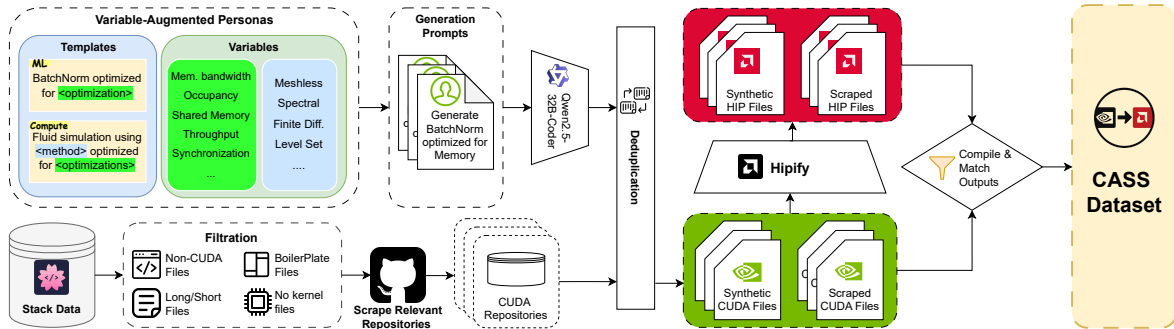 Variable-Augmented Personas
Templates
ML
BatchNorm optimized
for <optimization>
Compute
Fluid simulation using
<method> optimized
for <optimizations>
Variables
Mem. bandwidth
Occupancy
Shared Memory
Throughput
Synchronization
...
Meshless
Spectral
Finite Diff.
Level Set
....
Generation
Prompts
Generate
BatchNorm
optimized for
Memory
Qwen2.5-
32B-Coder
Deduplication
Synthetic
HIP Files
Scraped
HIP Files
Hipify
Synthetic
CUDA Files
Scraped
CUDA Files
Compile &
Match
Outputs
CASS
Dataset
Stack Data
Filtration
Non-CUDA
Files
BoilerPlate
Files
Long/Short
Files
No kernel
files
Scrape Relevant
Repositories
CUDA
Repositories